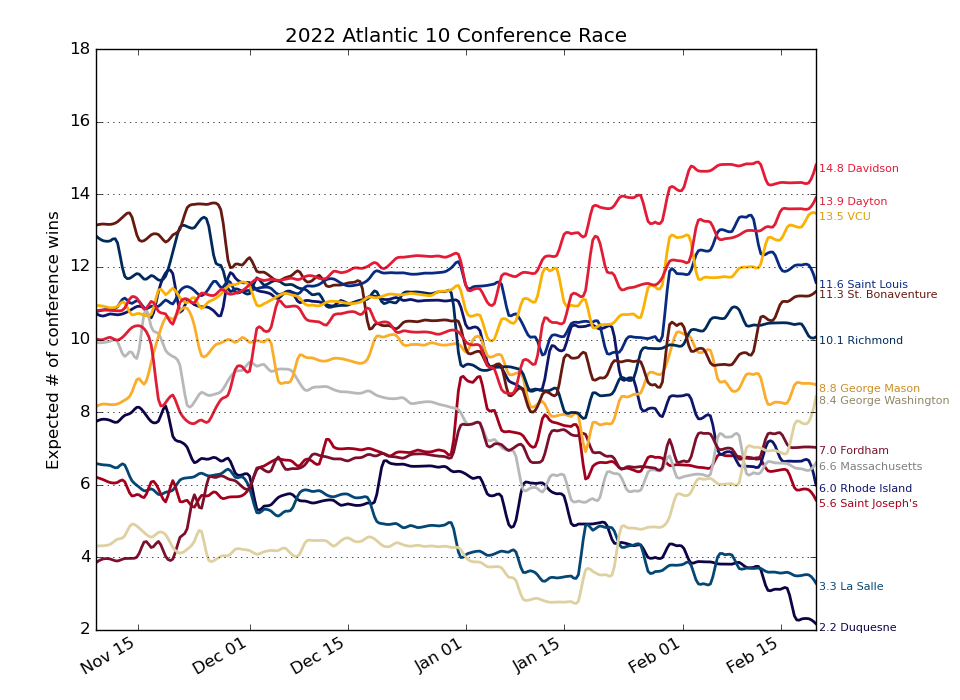 2022 Atlantic 10 Conference Race
Expected # of conference wins
18
16
14
12
10
8
6
4
2
Nov 15
Dec 01
Dec 15
Jan 01
Jan 15
Feb 01
Feb 15
14.8 Davidson
13.9 Dayton
13.5 VCU
11.6 Saint Louis
11.3 St. Bonaventure
10.1 Richmond
8.8 George Mason
8.4 George Washington
7.0 Fordham
6.6 Massachusetts
6.0 Rhode Island
5.6 Saint Joseph's
3.3 La Salle
2.2 Duquesne